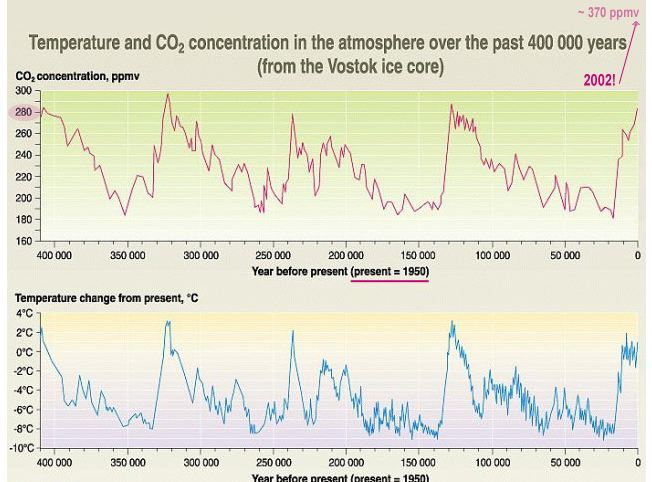 ~ 370 ppmv
Temperature and CO₂ concentration in the atmosphere over the past 400 000 years
(from the Vostok ice core)
2002!
CO₂ concentration, ppmv
300
280
260
240
220
200
180
160
400 000 350 000 300 000 250 000 200 000 150 000 100 000 50 000 0
Year before present (present = 1950)
Temperature change from present, °C
4°C
2°C
0°C
-2°C
-4°C
-6°C
-8°C
-10°C
400 000 350 000 300 000 250 000 200 000 150 000 100 000 50 000 0
Year before present (present = 1950)